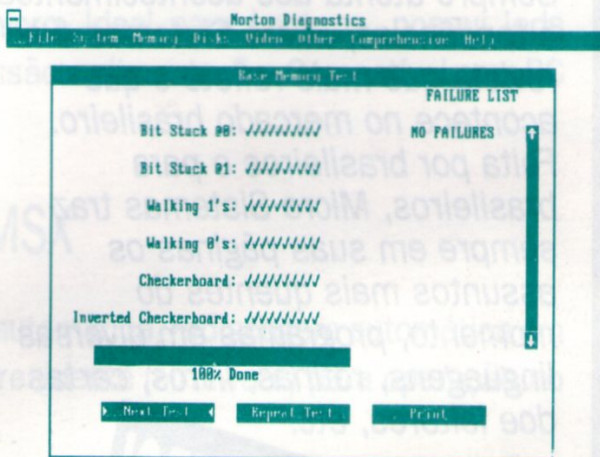 Norton Diagnostics
File System Memory Disks Video Other Comprehensive Help
Base Memory Test
FAILURE LIST
Bit Stuck @0: √√√√√√√√√√ NO FAILURES
Bit Stuck @1: √√√√√√√√√√
Walking 1's: √√√√√√√√√√
Walking 0's: √√√√√√√√√√
Checkerboard: √√√√√√√√√√
Inverted Checkerboard: √√√√√√√√√√
100% Done
Next Test Repeat Test Print